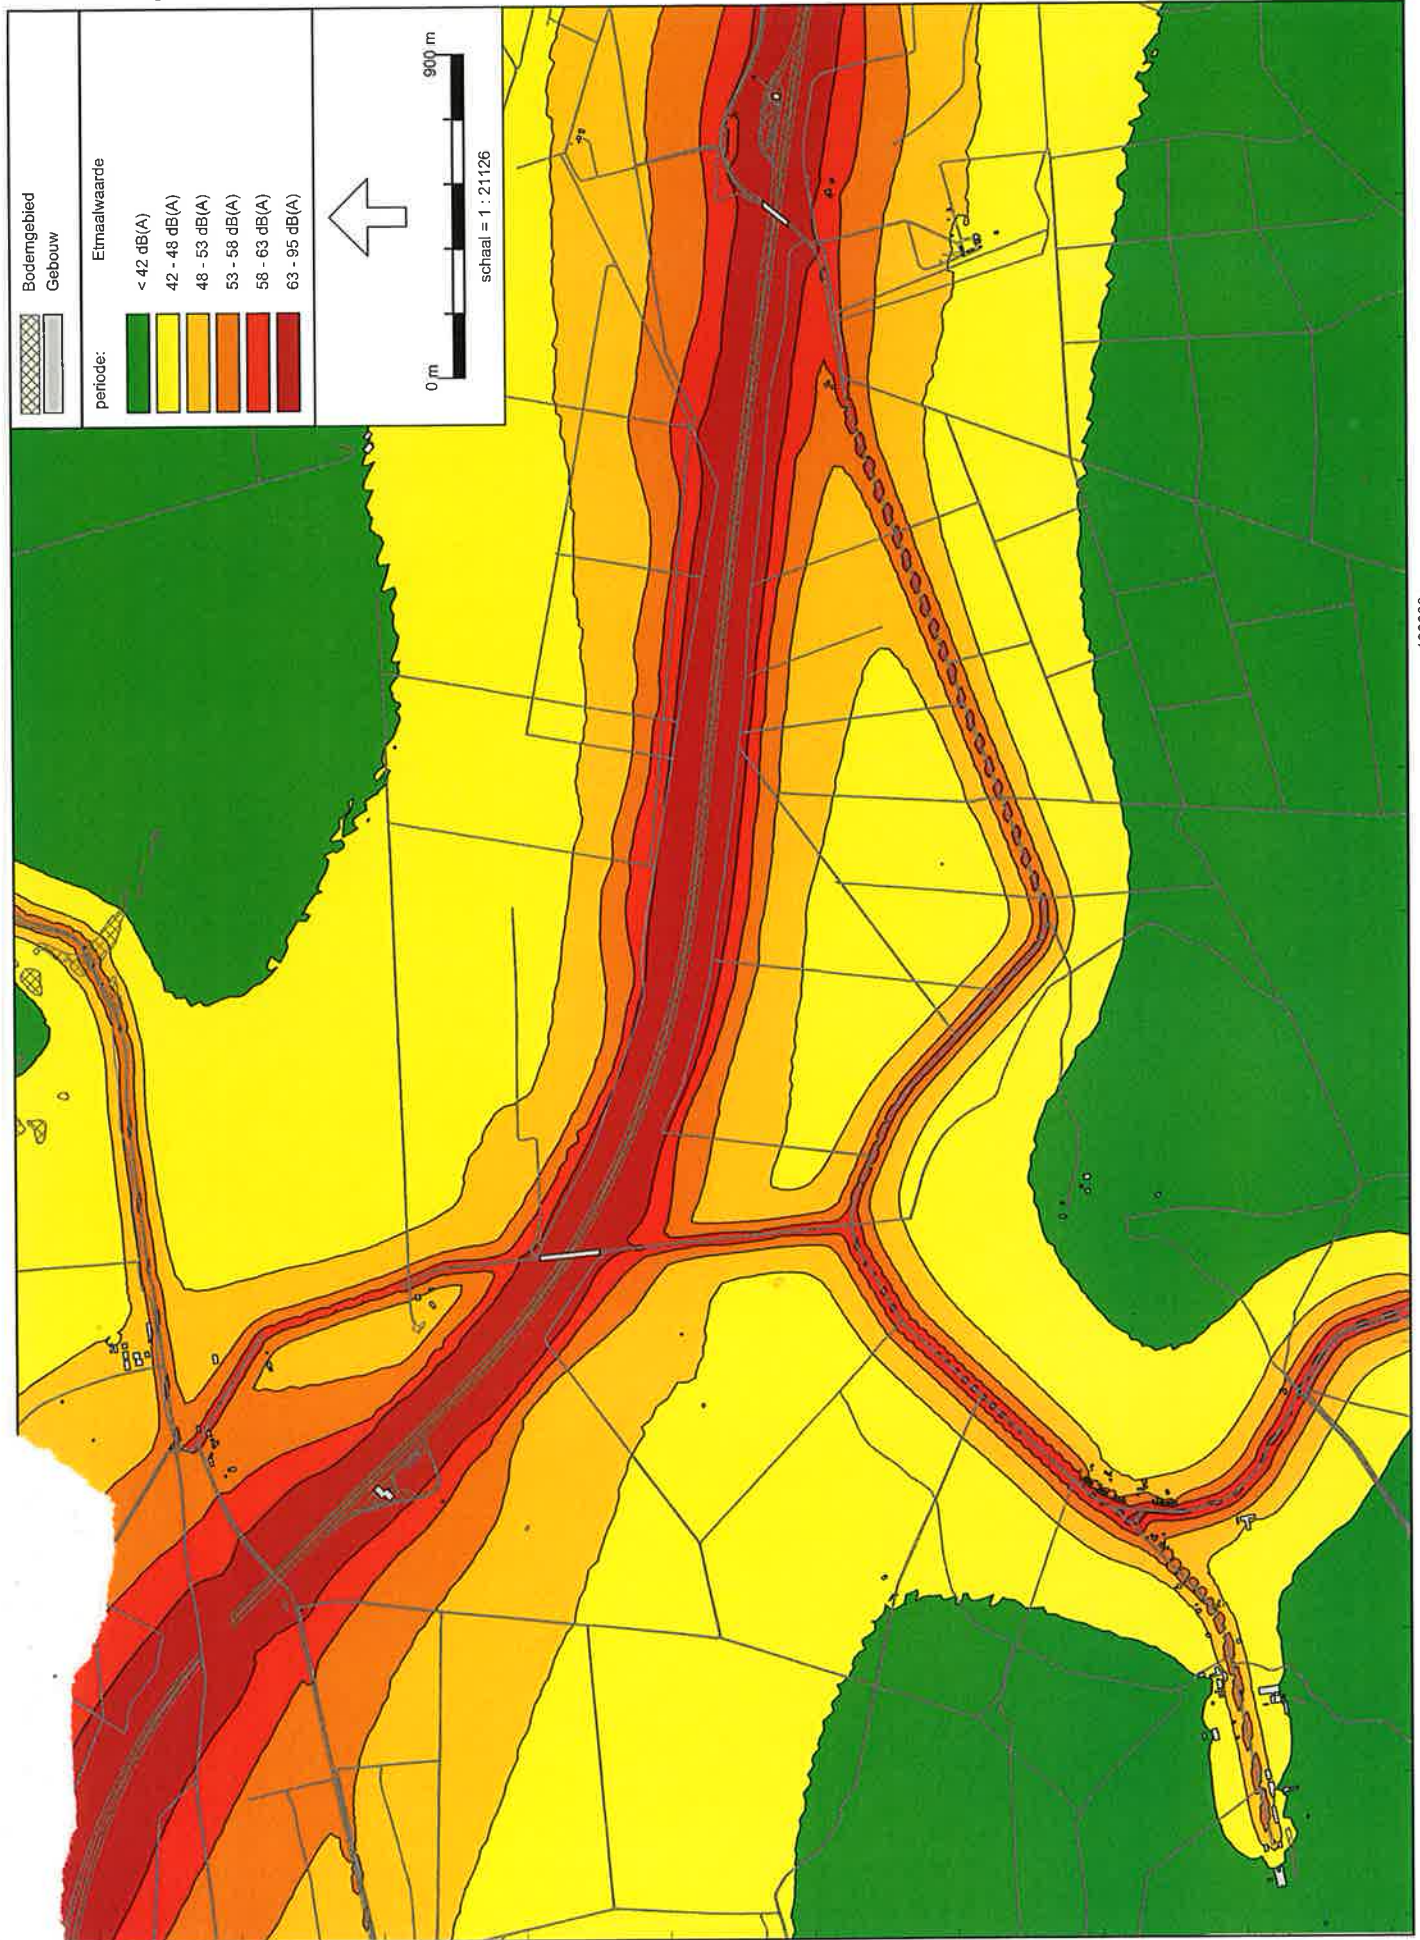 Bodemgebied
Gebouw
periode: Etmaalwaarde
< 42 dB(A)
42 - 48 dB(A)
48 - 53 dB(A)
53 - 58 dB(A)
58 - 63 dB(A)
63 - 95 dB(A)
0 m 900 m
schaal = 1 : 21126